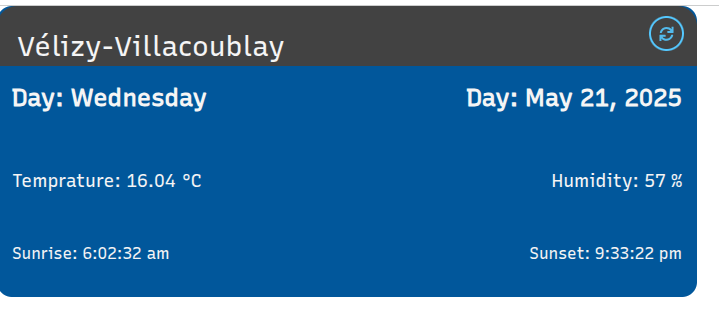 Vélizy-Villacoublay
Day: Wednesday Day: May 21, 2025
Temprature: 16.04 °C Humidity: 57 %
Sunrise: 6:02:32 am Sunset: 9:33:22 pm